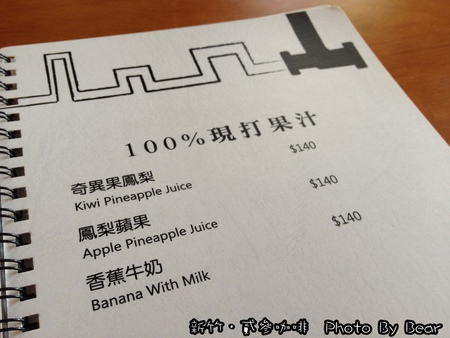 100%現打果汁
奇異果鳳梨 $140
Kiwi Pineapple Juice
鳳梨蘋果 $140
Apple Pineapple Juice
香蕉牛奶 $140
Banana With Milk
新竹·貳參咖啡 Photo By Bear